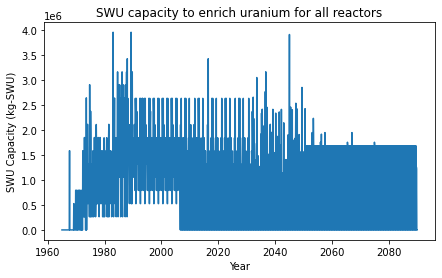 SWU capacity to enrich uranium for all reactors
1e6
4.0
3.5
3.0
2.5
2.0
1.5
1.0
0.5
0.0
SWU Capacity (kg-SWU)
1960 1980 2000 2020 2040 2060 2080
Year